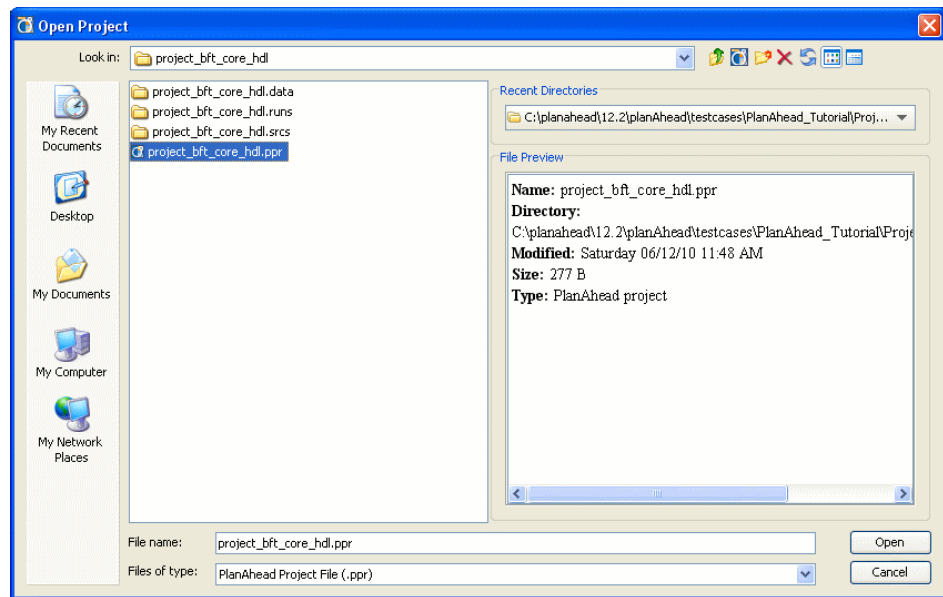 Open Project
Look in: project_bft_core_hdl
My Recent
Documents
Desktop
My Documents
My Computer
My Network
Places
project_bft_core_hdl.data
project_bft_core_hdl.runs
project_bft_core_hdl.srcs
project_bft_core_hdl.ppr
Recent Directories
C:\planahead\12.2\planAhead\testcases\PlanAhead_Tutorial\Proj...
File Preview
Name: project_bft_core_hdl.ppr
Directory:
C:\planahead\12.2\planAhead\testcases\PlanAhead_Tutorial\Proje
Modified: Saturday 06/12/10 11:48 AM
Size: 277 B
Type: PlanAhead project
File name: project_bft_core_hdl.ppr
Open
Files of type: PlanAhead Project File (.ppr)
Cancel